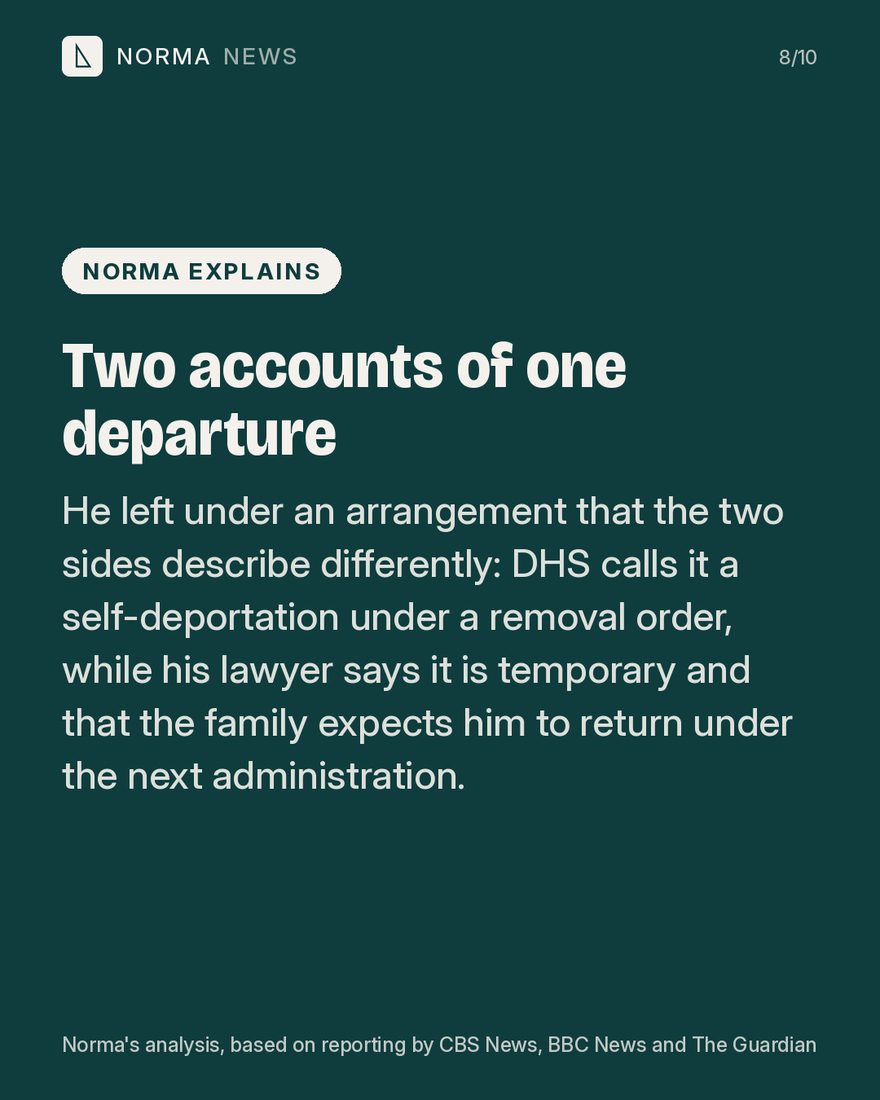 NORMA NEWS
8/10
NORMA EXPLAINS
Two accounts of one
departure
He left under an arrangement that the two
sides describe differently: DHS calls it a
self-deportation under a removal order,
while his lawyer says it is temporary and
that the family expects him to return under
the next administration.
Norma's analysis, based on reporting by CBS News, BBC News and The Guardian